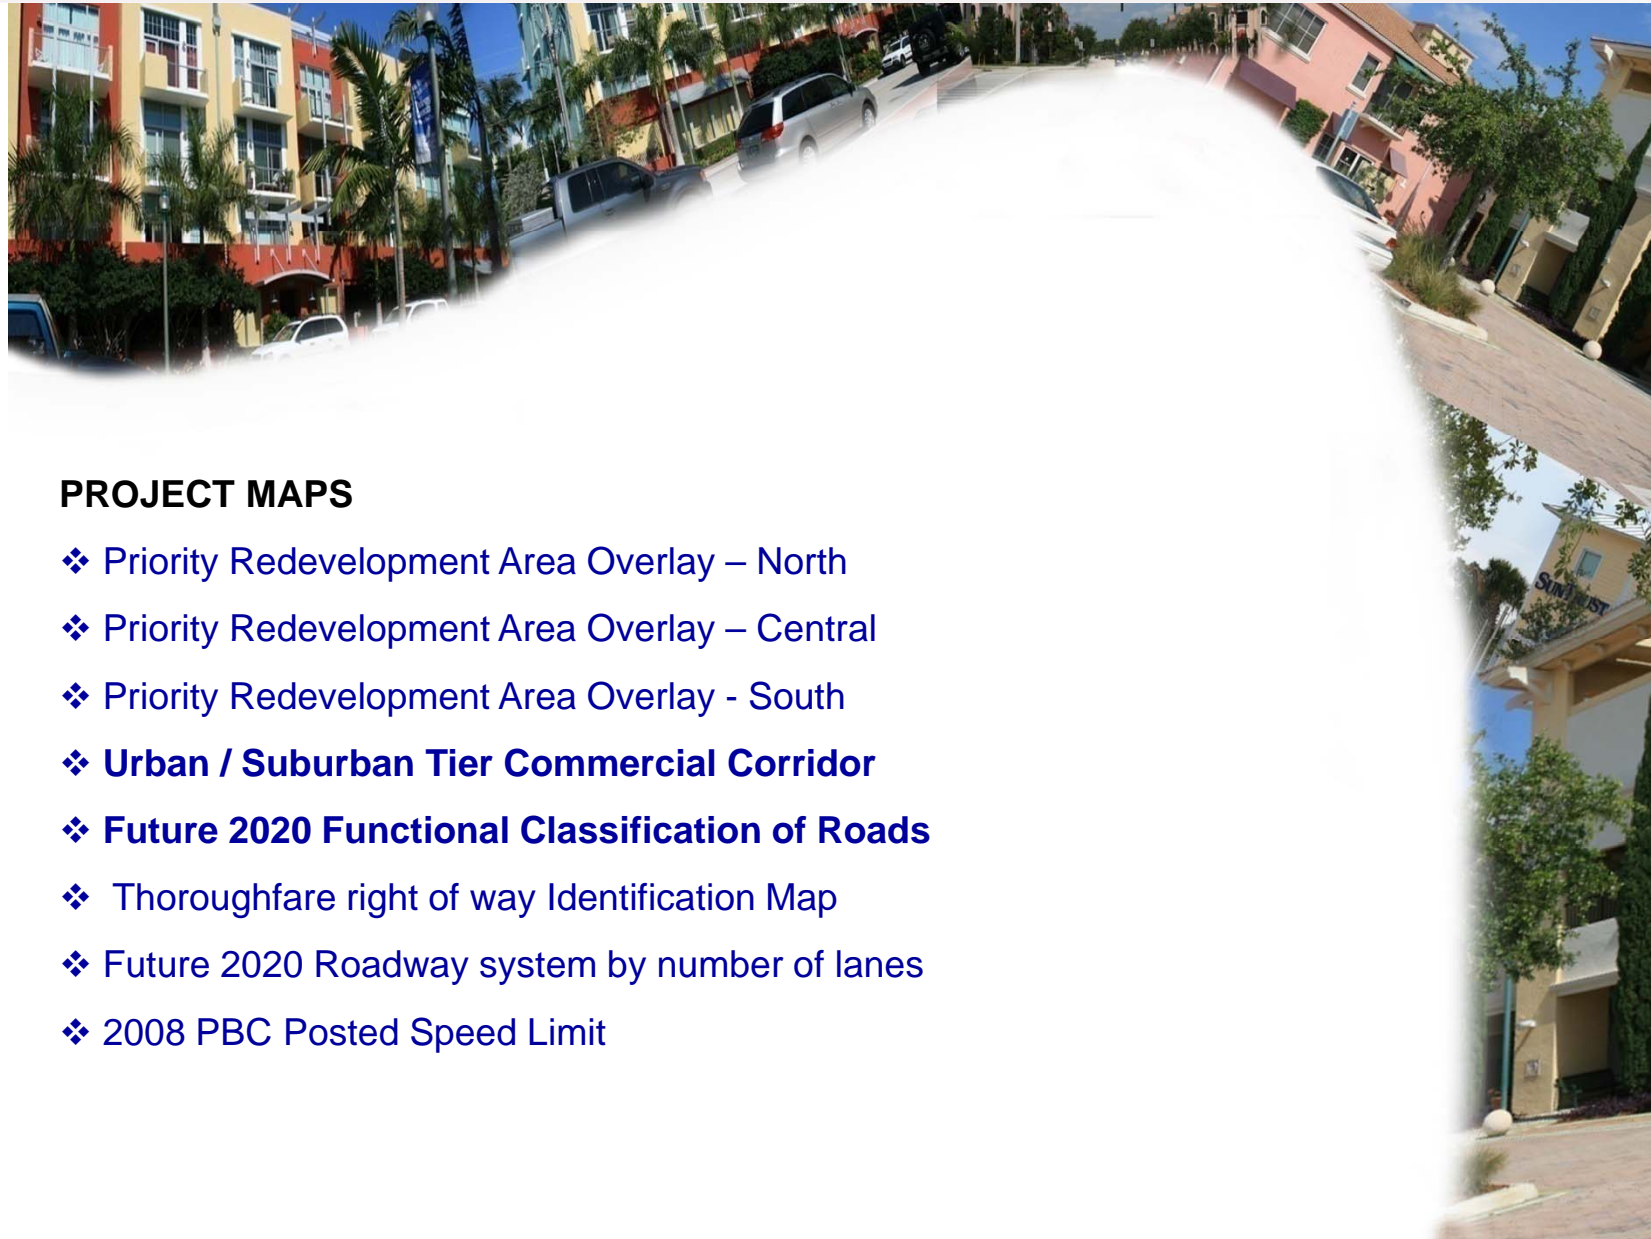 PROJECT MAPS
❖ Priority Redevelopment Area Overlay – North
❖ Priority Redevelopment Area Overlay – Central
❖ Priority Redevelopment Area Overlay - South
❖ Urban / Suburban Tier Commercial Corridor
❖ Future 2020 Functional Classification of Roads
❖ Thoroughfare right of way Identification Map
❖ Future 2020 Roadway system by number of lanes
❖ 2008 PBC Posted Speed Limit